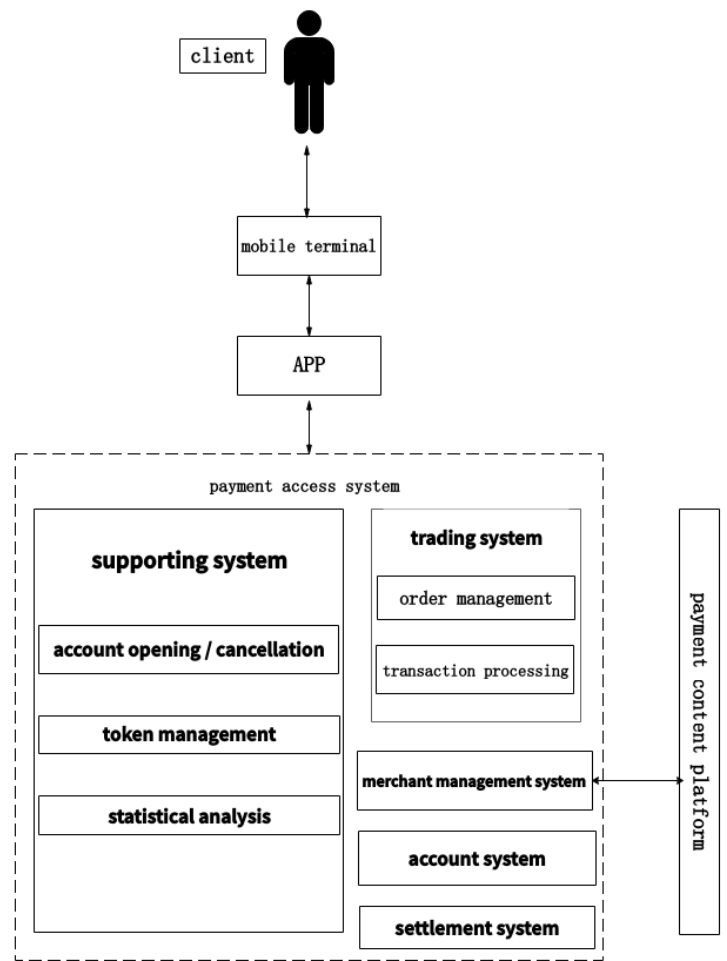 client
mobile terminal
APP
payment access system
supporting system
account opening / cancellation
token management
statistical analysis
trading system
order management
transaction processing
merchant management system
account system
settlement system
payment content platform